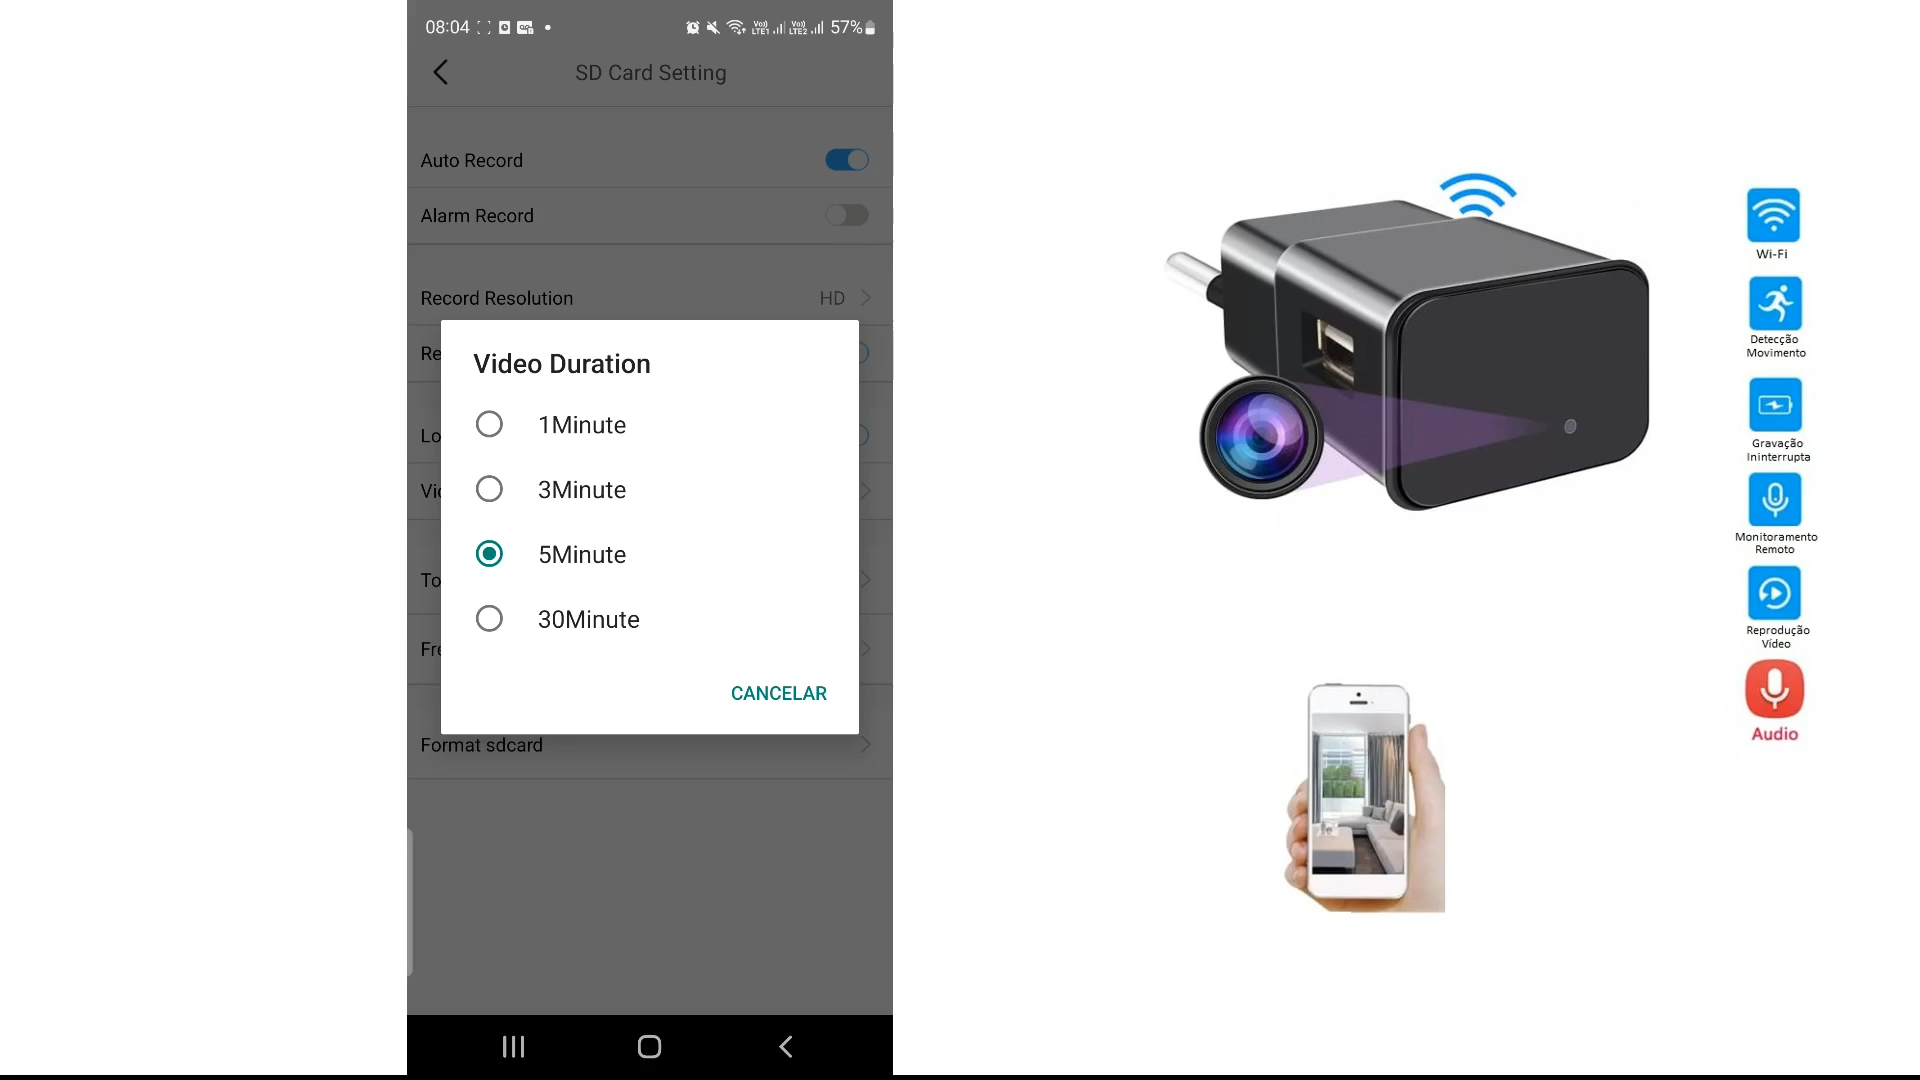 08:04
57%
SD Card Setting
Auto Record
Alarm Record
Record Resolution HD
Re
Video Duration
1Minute
Lo
3Minute
Vi
5Minute
To
30Minute
Fre
CANCELAR
Format sdcard
Wi-Fi
Detecção
Movimento
Gravação
Ininterrupta
Monitoramento
Remoto
Reprodução
Vídeo
Audio